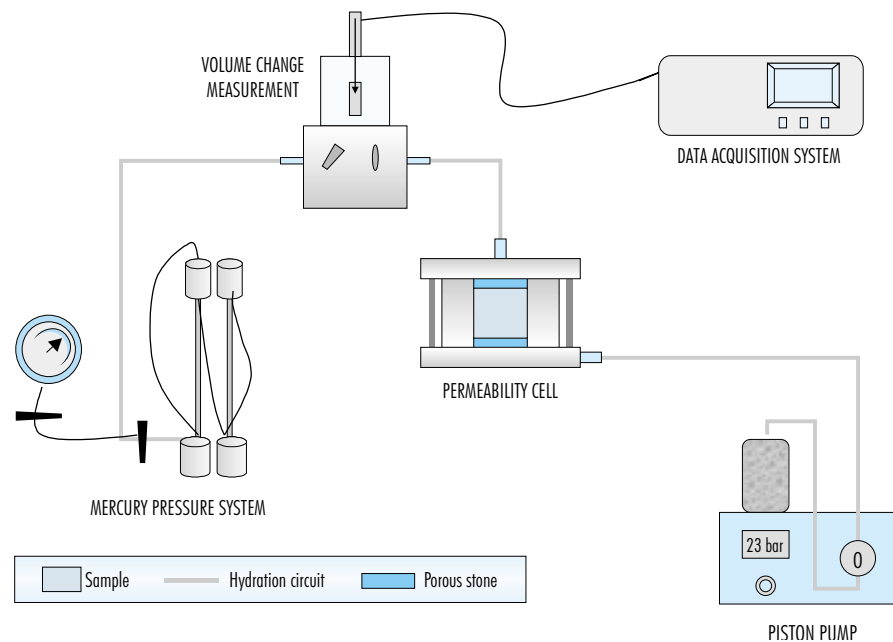 VOLUME CHANGE
MEASUREMENT
DATA ACQUISITION SYSTEM
PERMEABILITY CELL
MERCURY PRESSURE SYSTEM
23 bar
0
Sample
Hydration circuit
Porous stone
PISTON PUMP